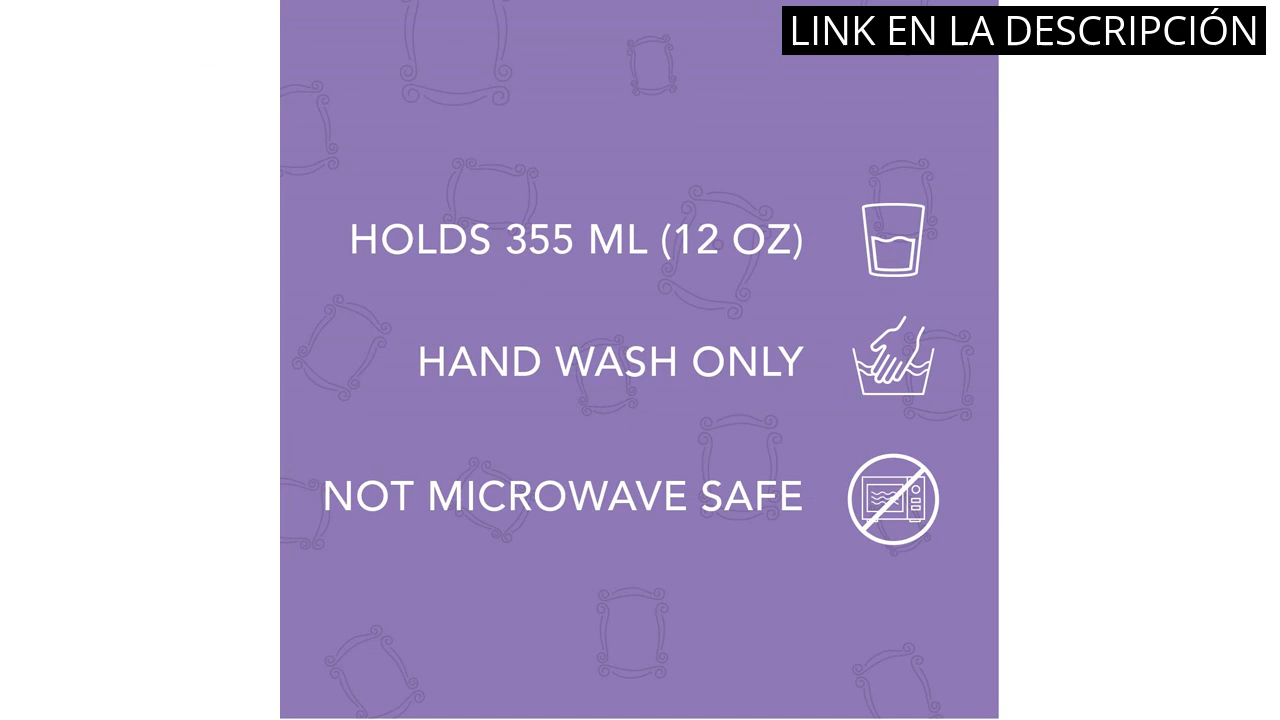 LINK EN LA DESCRIPCIÓN
HOLDS 355 ML (12 OZ)
HAND WASH ONLY
NOT MICROWAVE SAFE